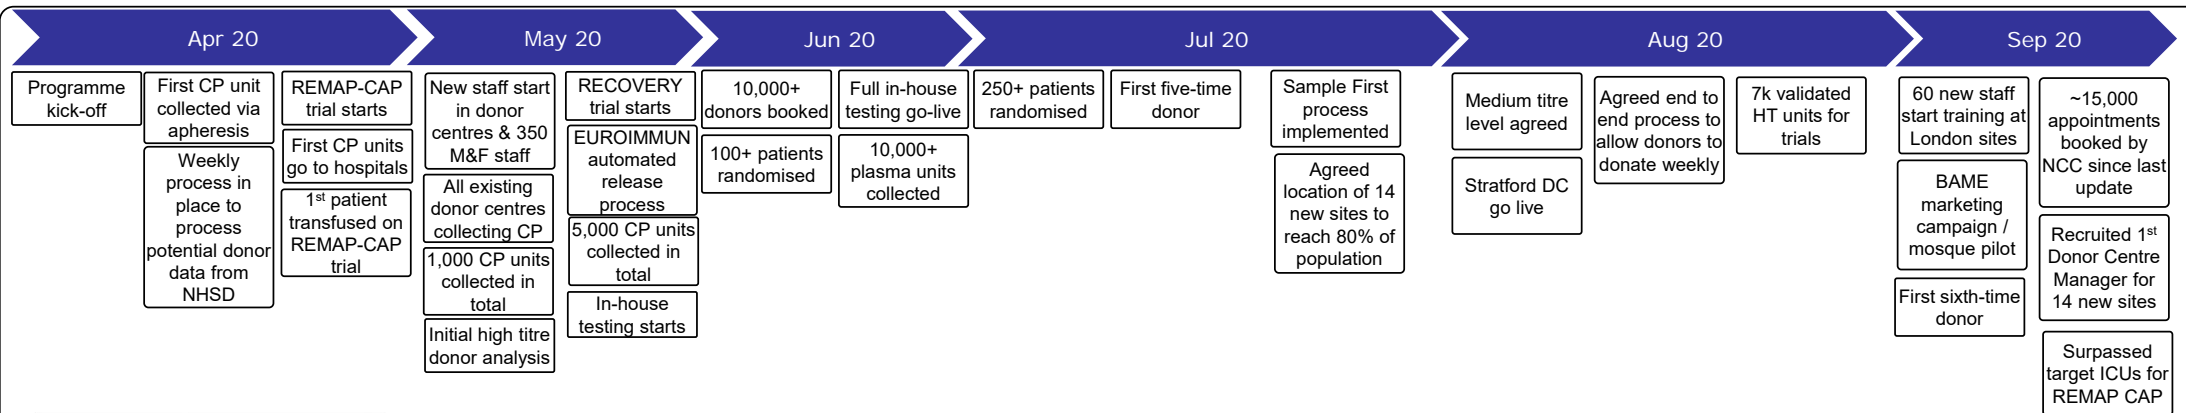 Apr 20
May 20
Jun 20
Jul 20
Aug 20
Sep 20
Programme
kick-off
First CP unit
collected via
apheresis
Weekly
process in
place to
process
potential donor
data from
NHSD
REMAP-CAP
trial starts
First CP units
go to hospitals
1st patient
transfused on
REMAP-CAP
trial
New staff start
in donor
centres & 350
M&F staff
All existing
donor centres
collecting CP
1,000 CP units
collected in
total
Initial high titre
donor analysis
RECOVERY
trial starts
EUROIMMUN
automated
release
process
5,000 CP units
collected in
total
In-house
testing starts
10,000+
donors booked
100+ patients
randomised
Full in-house
testing go-live
10,000+
plasma units
collected
250+ patients
randomised
First five-time
donor
Sample First
process
implemented
Agreed
location of 14
new sites to
reach 80% of
population
Medium titre
level agreed
Stratford DC
go live
Agreed end to
end process to
allow donors to
donate weekly
7k validated
HT units for
trials
60 new staff
start training at
London sites
BAME
marketing
campaign /
mosque pilot
First sixth-time
donor
~15,000
appointments
booked by
NCC since last
update
Recruited 1st
Donor Centre
Manager for
14 new sites
Surpassed
target ICUs for
REMAP CAP